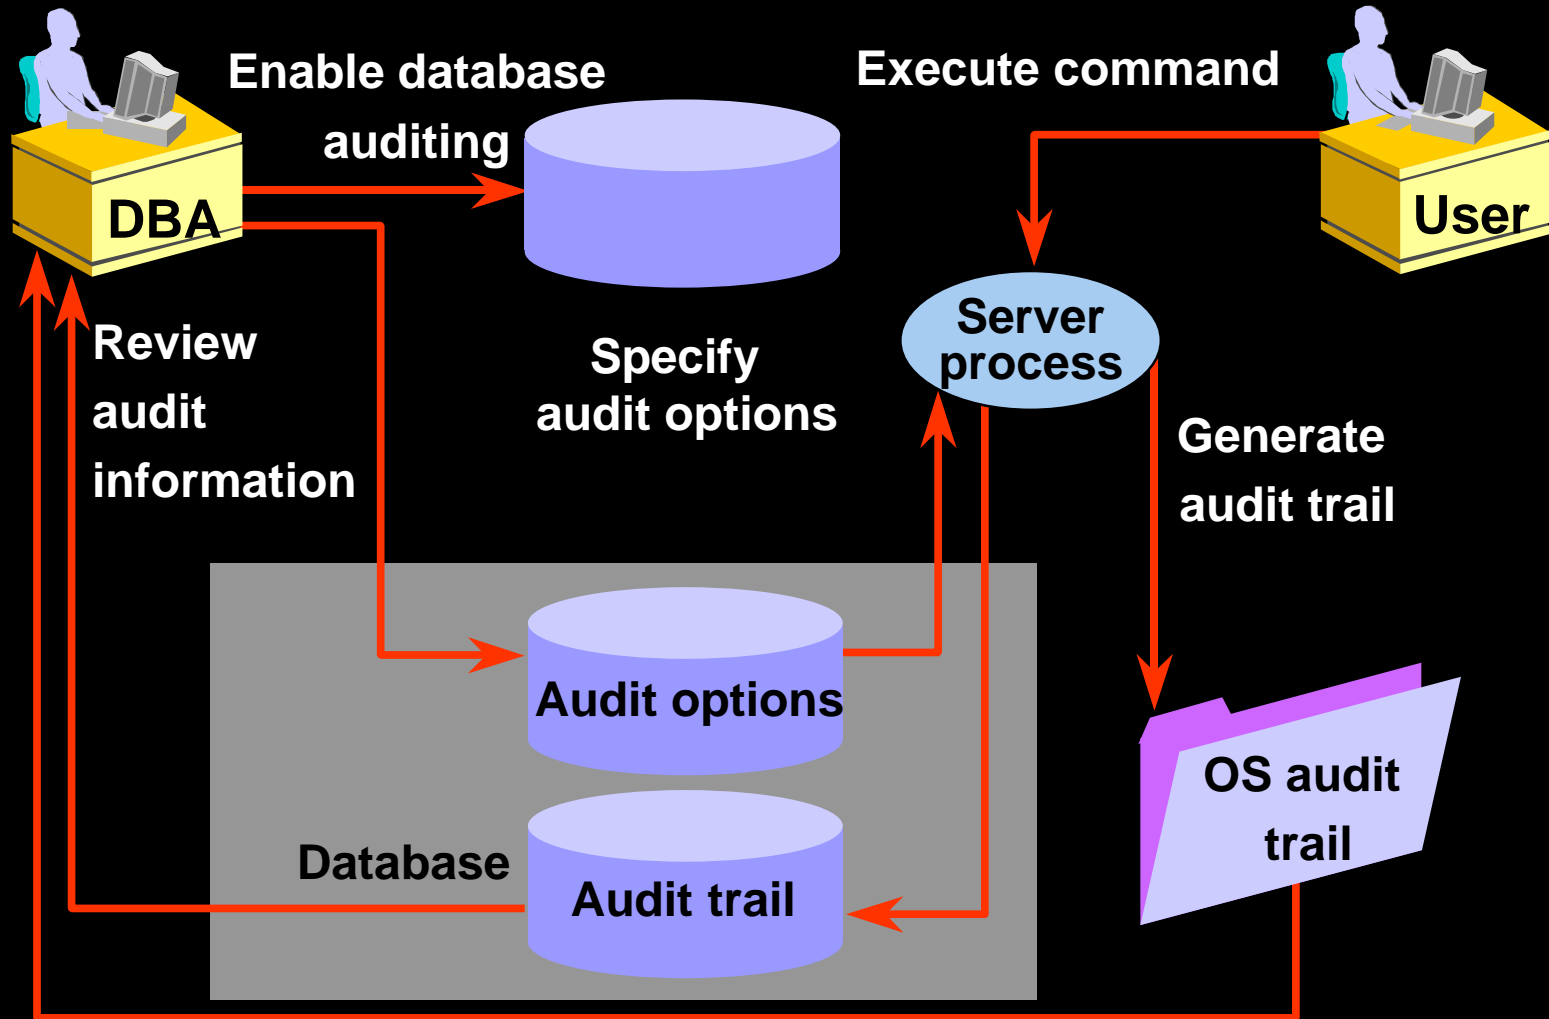 Enable database
auditing
Execute command
DBA
User
Review
audit
information
Specify
audit options
Server
process
Generate
audit trail
Audit options
OS audit
trail
Database
Audit trail